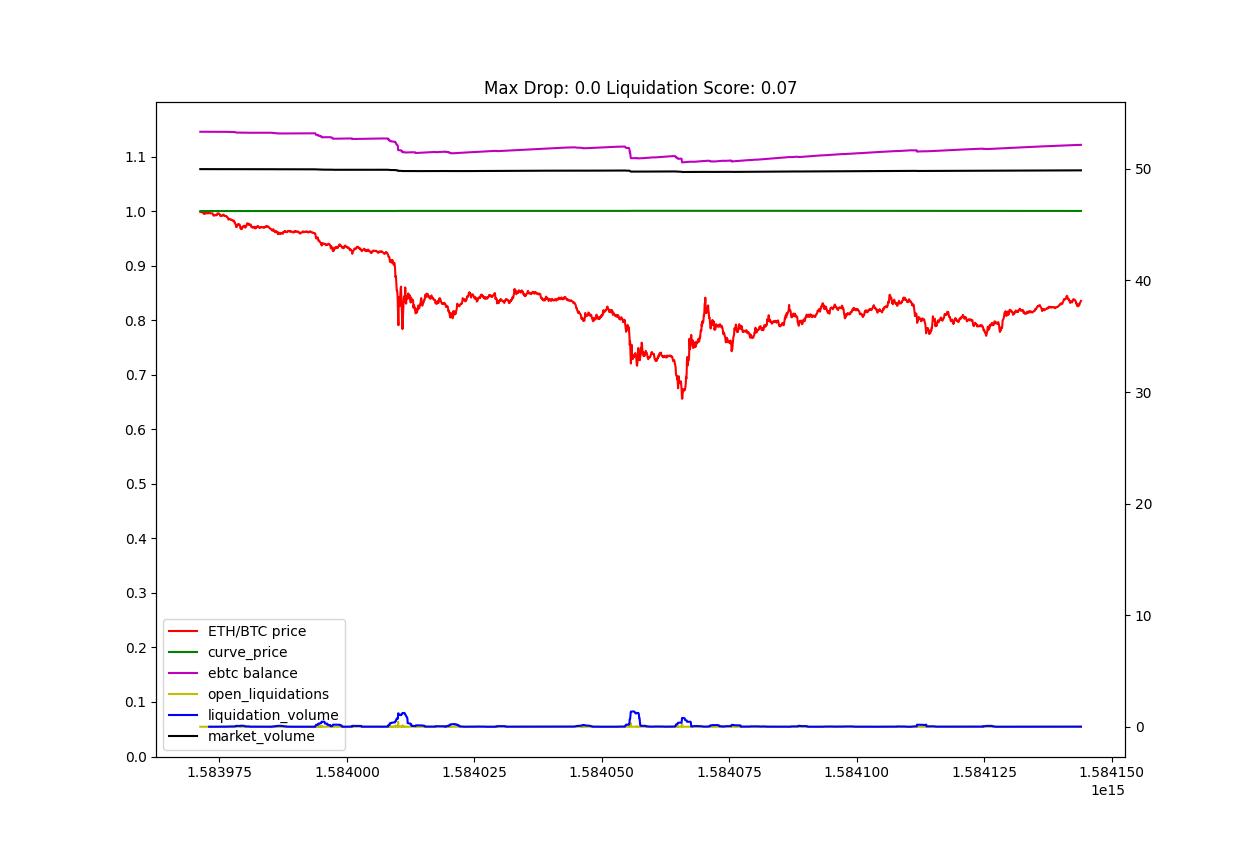 Max Drop: 0.0 Liquidation Score: 0.07
1.1
1.0
0.9
0.8
0.7
0.6
0.5
0.4
0.3
0.2
0.1
0.0
50
40
30
20
10
0
ETH/BTC price
curve_price
ebtc balance
open_liquidations
liquidation_volume
market_volume
1.583975 1.584000 1.584025 1.584050 1.584075 1.584100 1.584125 1.584150
1e15